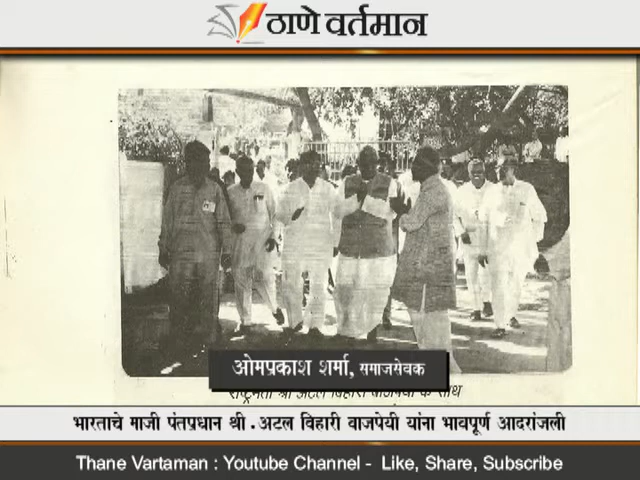 ठाणे वर्तमान
ओमप्रकाश शर्मा, समाजसेवक
श्री अटल बिहारी
के साथ
भारताचे माजी पंतप्रधान श्री . अटल विहारी वाजपेयी यांना भावपूर्ण आदरांजली
Thane Vartaman : Youtube Channel - Like, Share, Subscribe